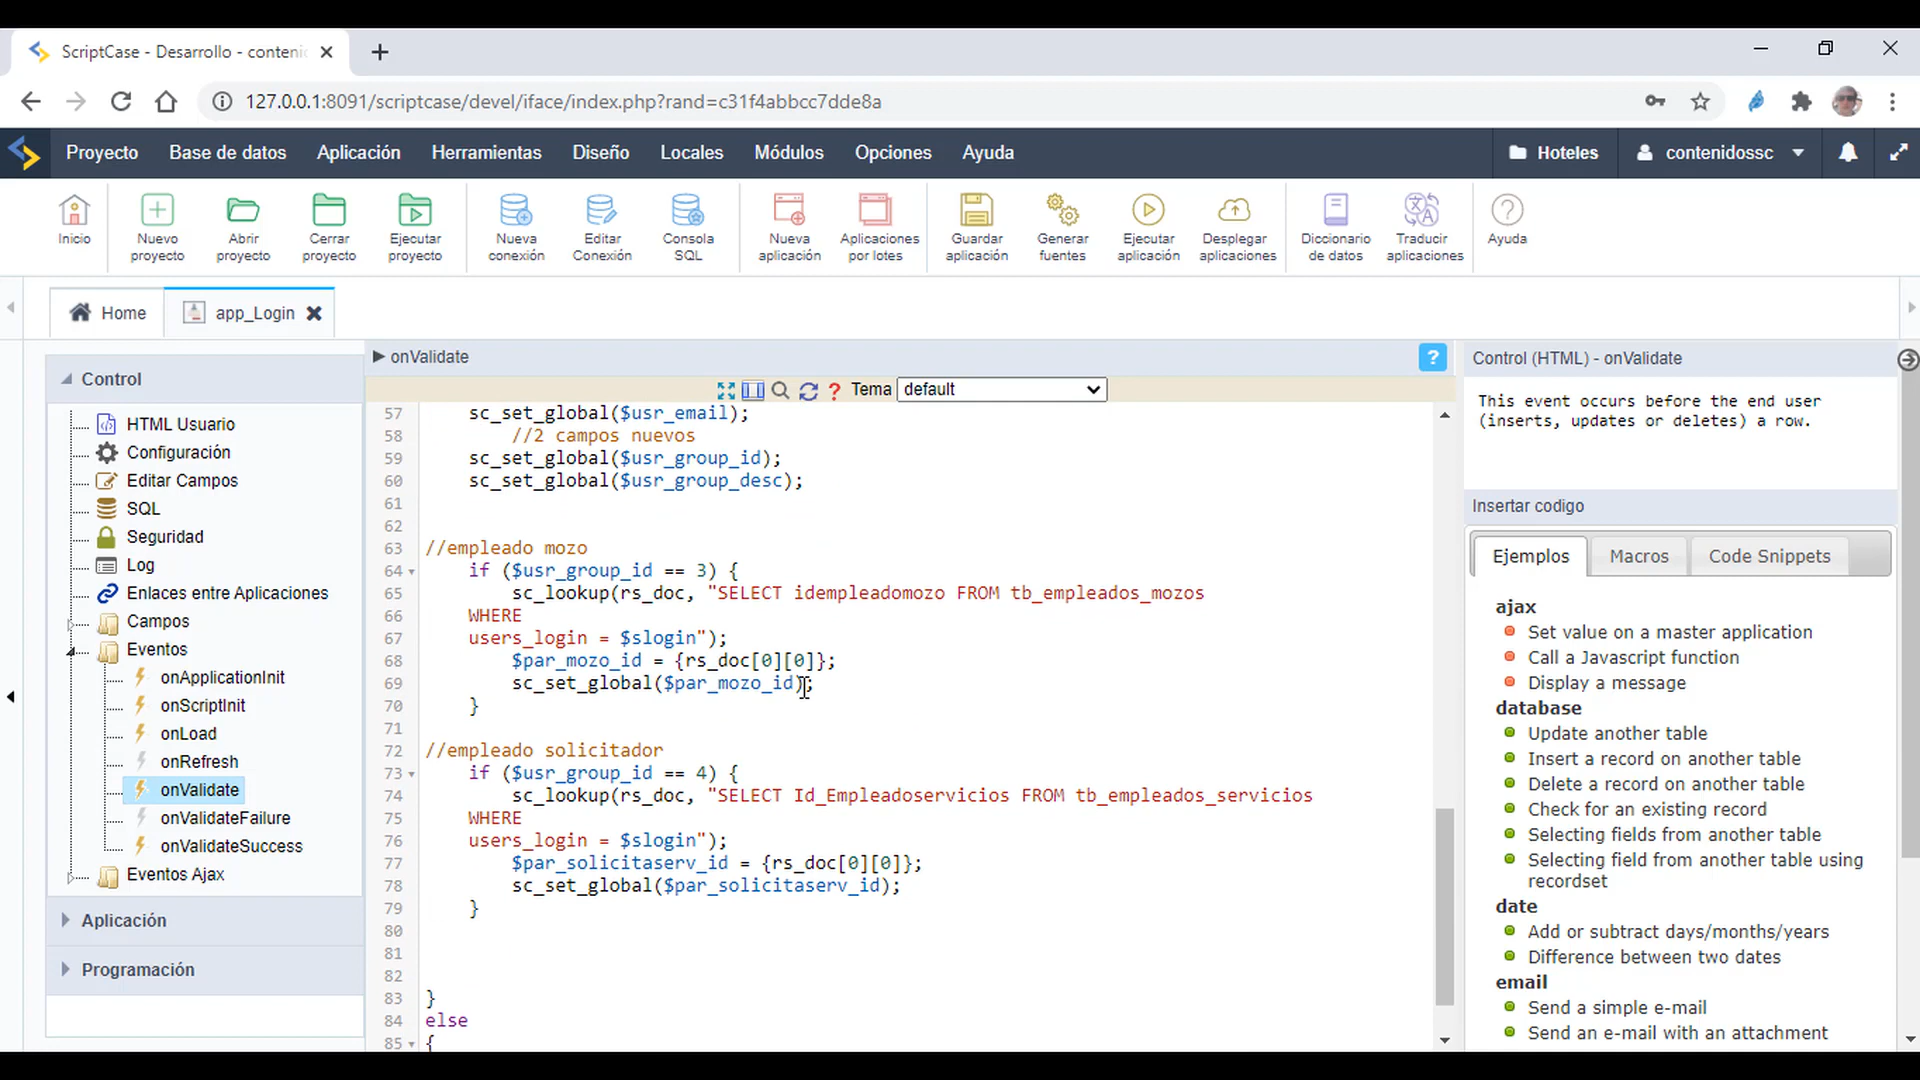 ScriptCase - Desarrollo - conteni
127.0.0.1:8091/scriptcase/devel/iface/index.php?rand=c31f4abbcc7dde8a
Proyecto Base de datos Aplicación Herramientas Diseño Locales Módulos Opciones Ayuda Hoteles contenidossc
Inicio
Nuevo proyecto
Abrir proyecto
Cerrar proyecto
Ejecutar proyecto
Nueva conexión
Editar Conexión
Consola SQL
Nueva aplicación
Aplicaciones por lotes
Guardar aplicación
Generar fuentes
Ejecutar aplicación
Desplegar aplicaciones
Diccionario de datos
Traducir aplicaciones
Ayuda
Home
app_Login
Control
HTML Usuario
Configuración
Editar Campos
SQL
Seguridad
Log
Enlaces entre Aplicaciones
Campos
Eventos
onApplicationInit
onScriptInit
onLoad
onRefresh
onValidate
onValidateFailure
onValidateSuccess
Eventos Ajax
Aplicación
Programación
onValidate
?
? Tema default
57 sc_set_global($usr_email);
58 //2 campos nuevos
59 sc_set_global($usr_group_id);
60 sc_set_global($usr_group_desc);
61
62
63 //empleado mozo
64 if ($usr_group_id == 3) {
65 sc_lookup(rs_doc, "SELECT idempleadomozo FROM tb_empleados_mozos
66 WHERE
67 users_login = $slogin");
68 $par_mozo_id = {rs_doc[0][0]};
69 sc_set_global($par_mozo_id);
70 }
71
72 //empleado solicitador
73 if ($usr_group_id == 4) {
74 sc_lookup(rs_doc, "SELECT Id_Empleadoservicios FROM tb_empleados_servicios
75 WHERE
76 users_login = $slogin");
77 $par_solicitaserv_id = {rs_doc[0][0]};
78 sc_set_global($par_solicitaserv_id);
79 }
80
81
82
83 }
84 else
85 {
Control (HTML) - onValidate
This event occurs before the end user
(inserts, updates or deletes) a row.
Insertar codigo
Ejemplos Macros Code Snippets
ajax
Set value on a master application
Call a Javascript function
Display a message
database
Update another table
Insert a record on another table
Delete a record on another table
Check for an existing record
Selecting fields from another table
Selecting field from another table using
recordset
date
Add or subtract days/months/years
Difference between two dates
email
Send a simple e-mail
Send an e-mail with an attachment